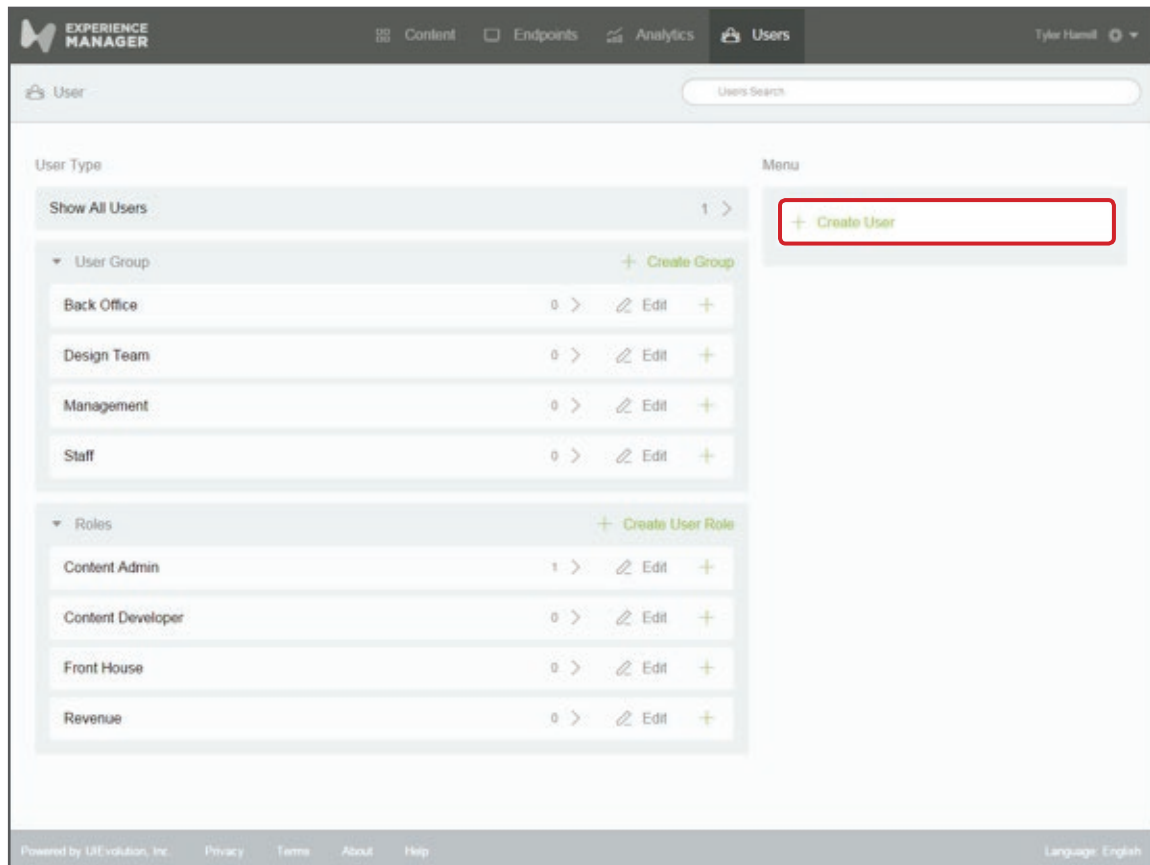 EXPERIENCE
MANAGER
Content Endpoints Analytics Users Tyler Hamill
User Users Search
User Type Menu
Show All Users 1
+ Create User
User Group + Create Group
Back Office 0 Edit +
Design Team 0 Edit +
Management 0 Edit +
Staff 0 Edit +
Roles + Create User Role
Content Admin 1 Edit +
Content Developer 0 Edit +
Front House 0 Edit +
Revenue 0 Edit +
Powered by UIEvolution, Inc. Privacy Terms About Help Language: English